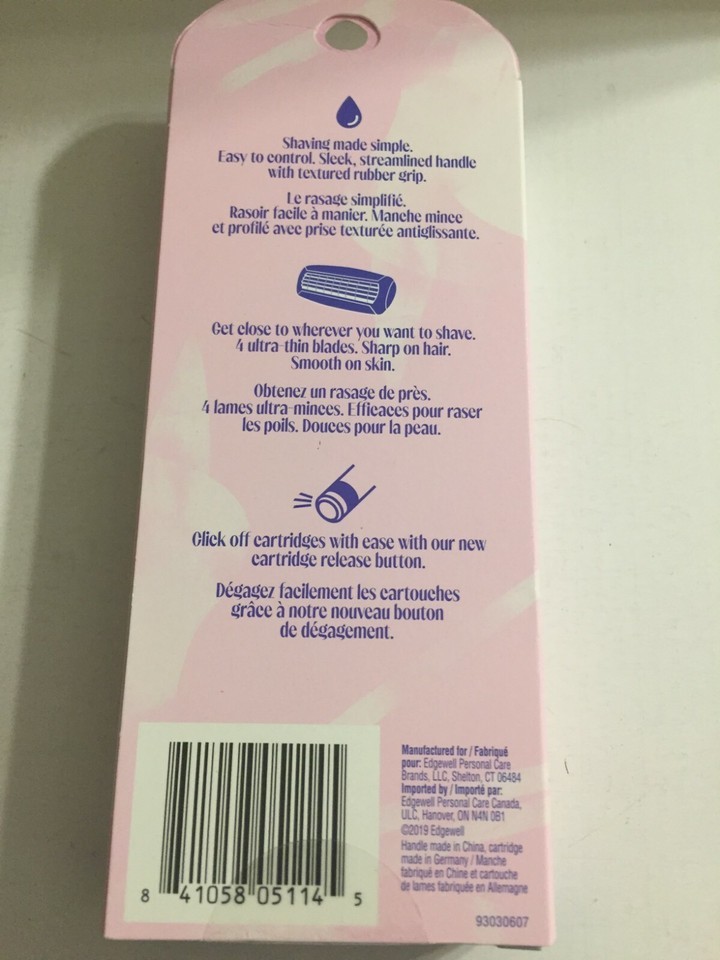 Shaving made simple.
Easy to control. Sleek, streamlined handle
with textured rubber grip.
Le rasage simplifié.
Rasoir facile à manier. Manche mince
et profilé avec prise texturée antiglissante.
Get close to wherever you want to shave.
4 ultra-thin blades. Sharp on hair.
Smooth on skin.
Obtenez un rasage de près.
4 lames ultra-minces. Efficaces pour raser
les poils. Douces pour la peau.
Click off cartridges with ease with our new
cartridge release button.
Dégagez facilement les cartouches
grâce à notre nouveau bouton
de dégagement.
Manufactured for / Fabriqué
pour: Edgewell Personal Care
Brands, LLC, Shelton, CT 06484
Imported by / Importé par:
Edgewell Personal Care Canada,
ULC, Hanover, ON N4N 0B1
©2019 Edgewell
Handle made in China, cartridge
made in Germany / Manche
fabriqué en Chine et cartouche
de lames fabriquée en Allemagne
8 41058 05114 5
93030607